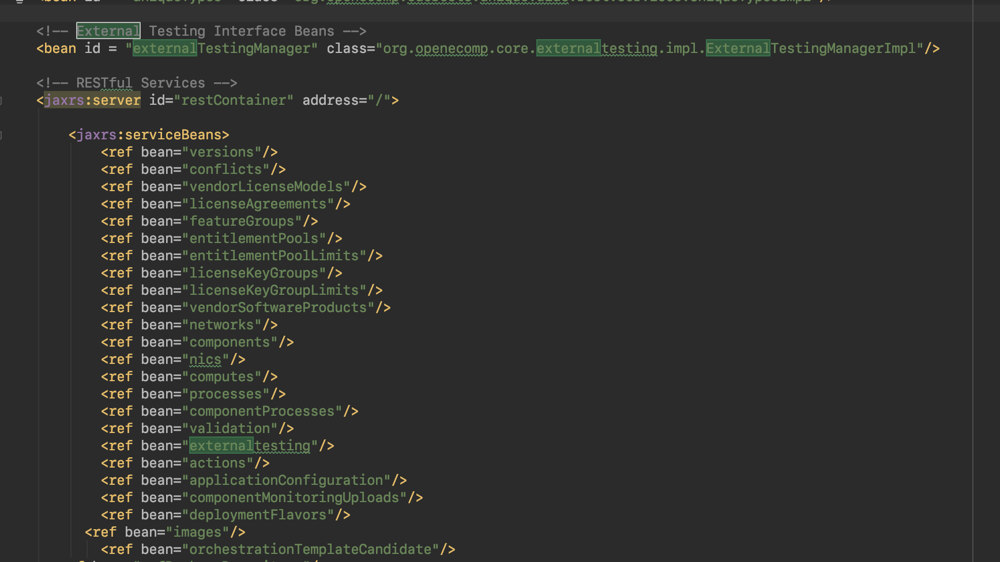 <!-- External Testing Interface Beans -->
<bean id = "externalTestingManager" class="org.openecomp.core.externaltesting.impl.ExternalTestingManagerImpl"/>
<!-- RESTful Services -->
<jaxrs:server id="restContainer" address="/">
<jaxrs:serviceBeans>
<ref bean="versions"/>
<ref bean="conflicts"/>
<ref bean="vendorLicenseModels"/>
<ref bean="licenseAgreements"/>
<ref bean="featureGroups"/>
<ref bean="entitlementPools"/>
<ref bean="entitlementPoolLimits"/>
<ref bean="licenseKeyGroups"/>
<ref bean="licenseKeyGroupLimits"/>
<ref bean="vendorSoftwareProducts"/>
<ref bean="networks"/>
<ref bean="components"/>
<ref bean="nics"/>
<ref bean="computes"/>
<ref bean="processes"/>
<ref bean="componentProcesses"/>
<ref bean="validation"/>
<ref bean="externaltesting"/>
<ref bean="actions"/>
<ref bean="applicationConfiguration"/>
<ref bean="componentMonitoringUploads"/>
<ref bean="deploymentFlavors"/>
<ref bean="images"/>
<ref bean="orchestrationTemplateCandidate"/>